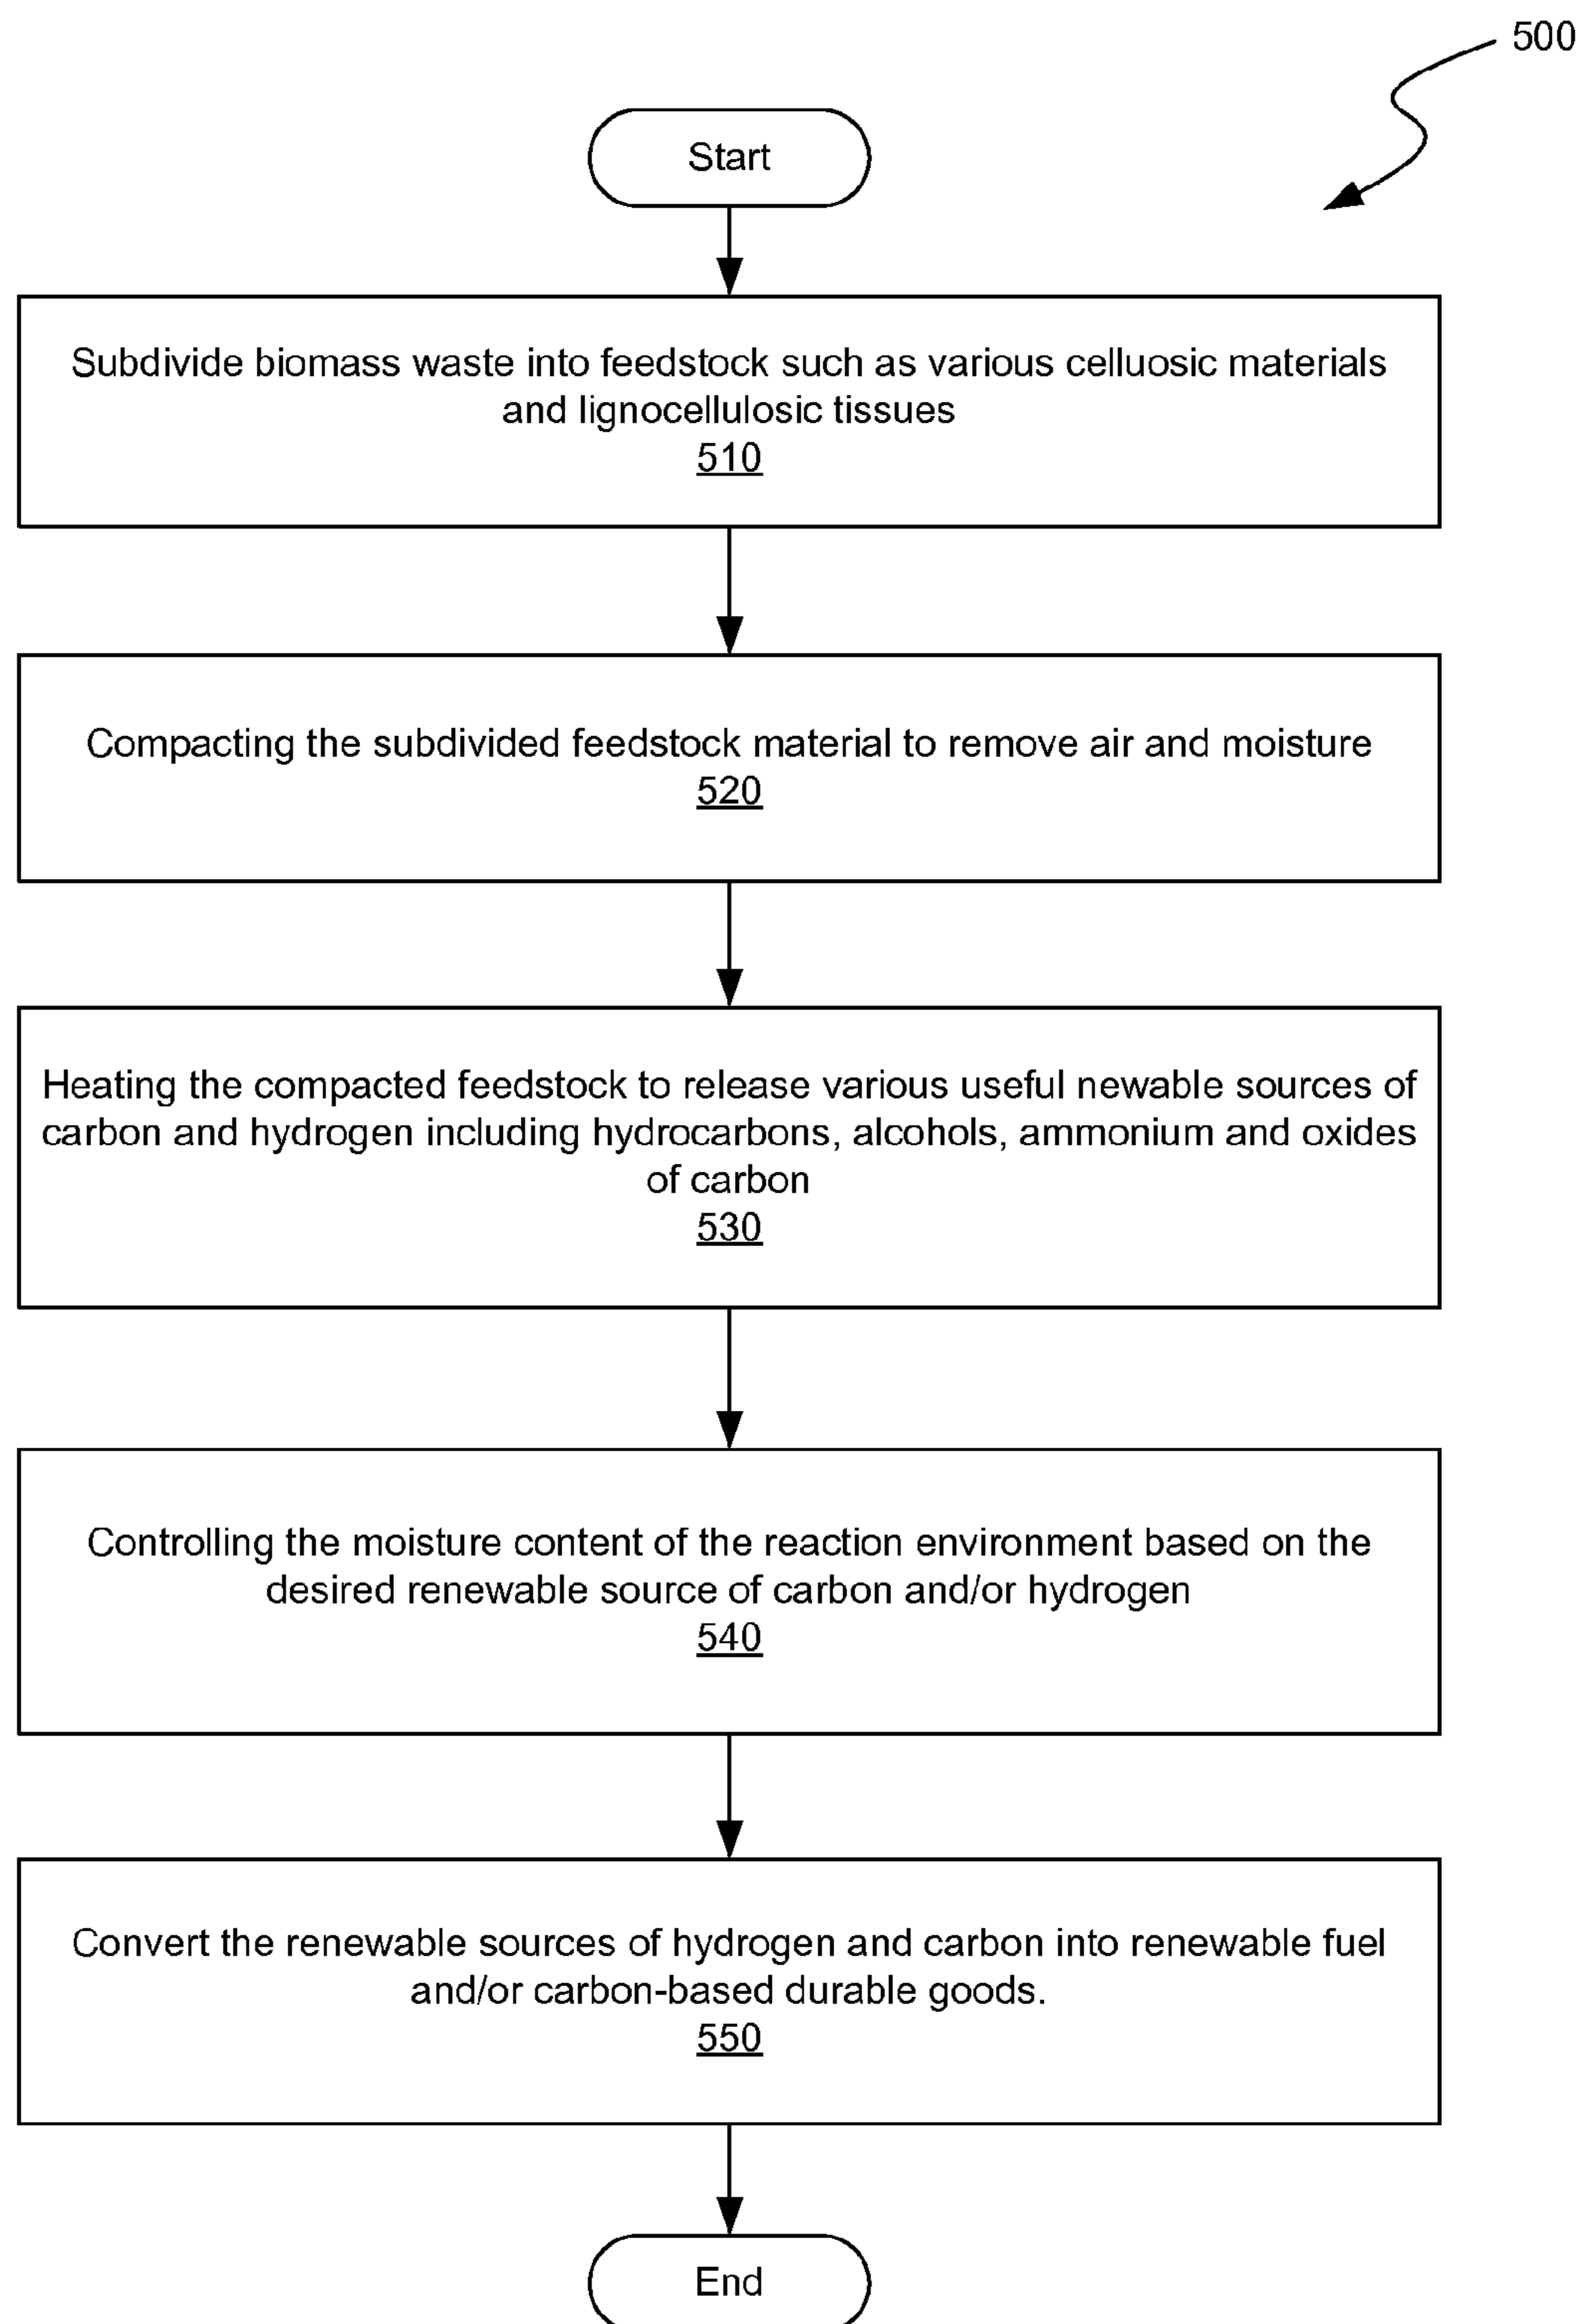 500
Start
Subdivide biomass waste into feedstock such as various celluosic materials
and lignocellulosic tissues
510
Compacting the subdivided feedstock material to remove air and moisture
520
Heating the compacted feedstock to release various useful newable sources of
carbon and hydrogen including hydrocarbons, alcohols, ammonium and oxides
of carbon
530
Controlling the moisture content of the reaction environment based on the
desired renewable source of carbon and/or hydrogen
540
Convert the renewable sources of hydrogen and carbon into renewable fuel
and/or carbon-based durable goods.
550
End